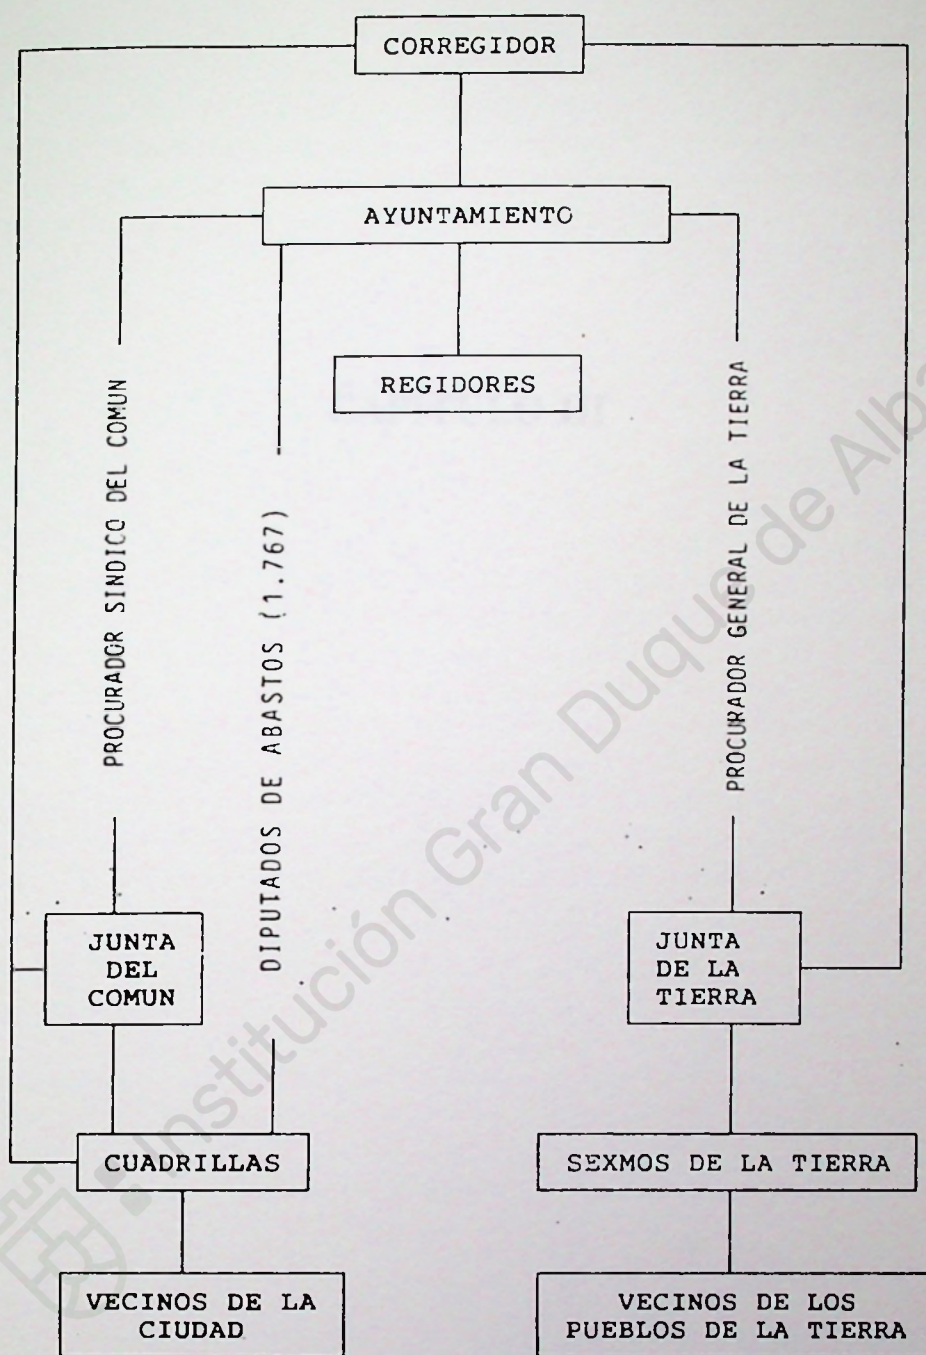 CORREGIDOR
AYUNTAMIENTO
REGIDORES
PROCURADOR SINDICO DEL COMUN
DIPUTADOS DE ABASTOS (1.767)
PROCURADOR GENERAL DE LA TIERRA
JUNTA
DEL
COMUN
JUNTA
DE LA
TIERRA
CUADRILLAS
SEXMOS DE LA TIERRA
VECINOS DE LA
CIUDAD
VECINOS DE LOS
PUEBLOS DE LA TIERRA
Institución Gran Duque de Alba